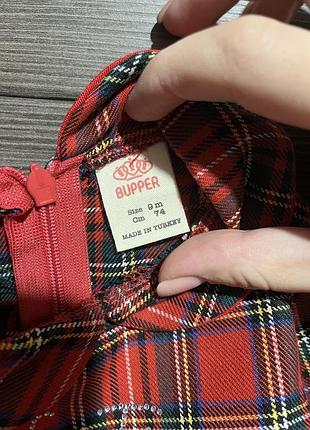 BUPPER
Size 9 m
Cm 74
MADE IN TURKEY